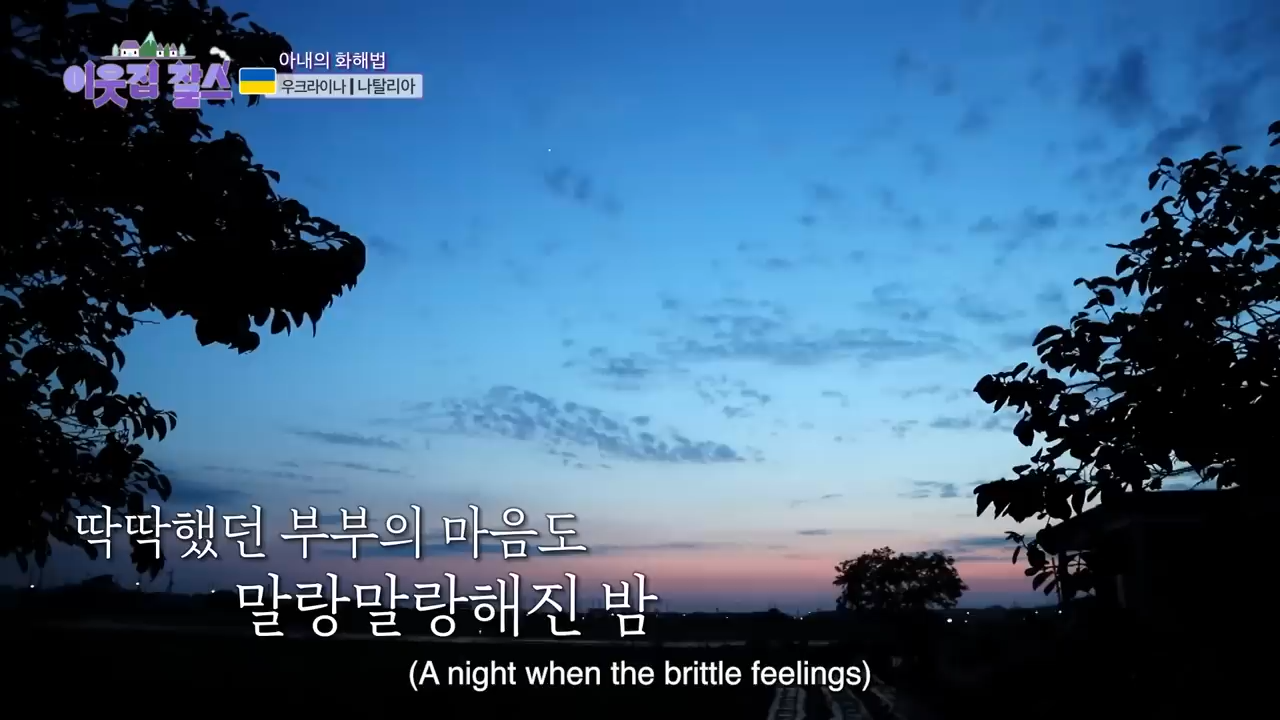 이웃집 찰스
아내의 화해법
우크라이나 | 나탈리아
딱딱했던 부부의 마음도
말랑말랑해진 밤
(A night when the brittle feelings)